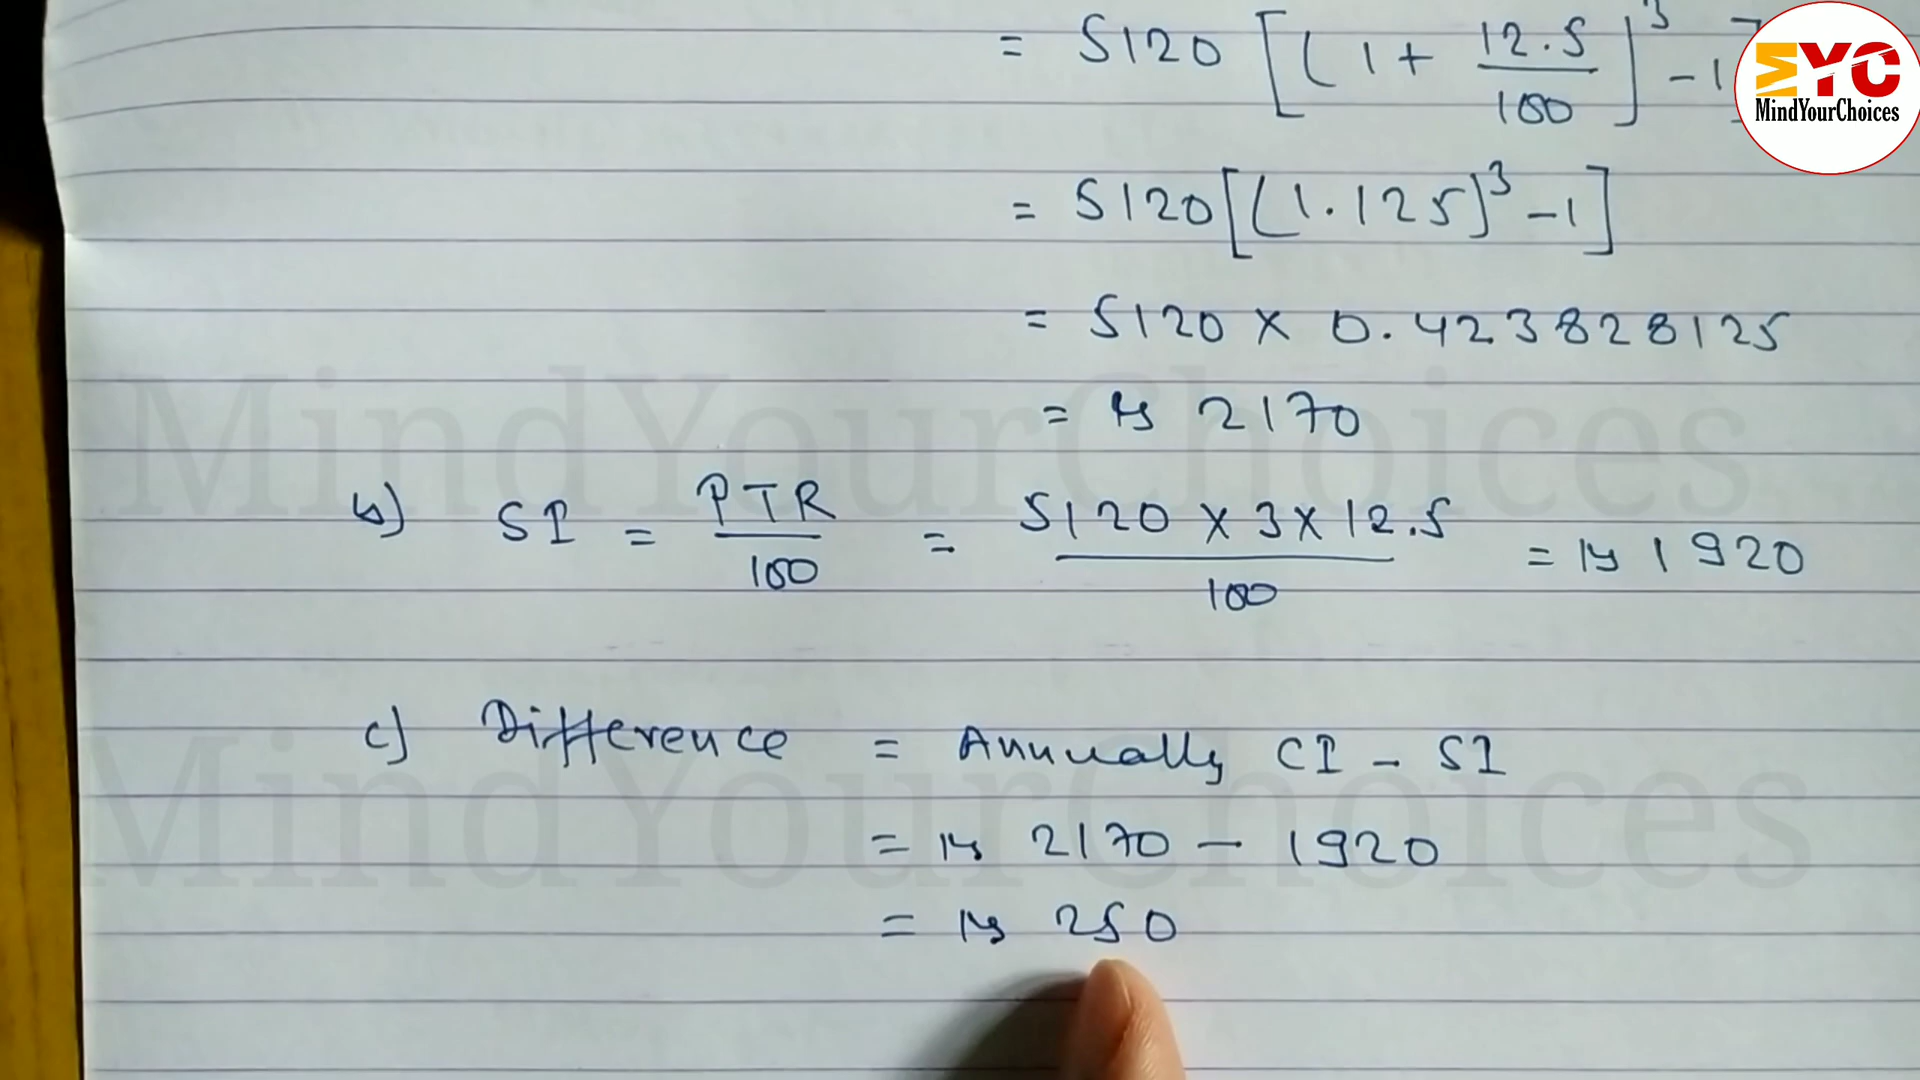 = 5120 [(1 + 12.5/100)³ - 1]
MYC
MindYourChoices
= 5120[(1.125)³ - 1]
= 5120 × 0.423828125
= Rs 2170
b) SI = PTR/100 = 5120 × 3 × 12.5/100 = Rs 1920
c) Difference = Annually CI - SI
= Rs 2170 - 1920
= Rs 250
MindYourChoices
MindYourChoices